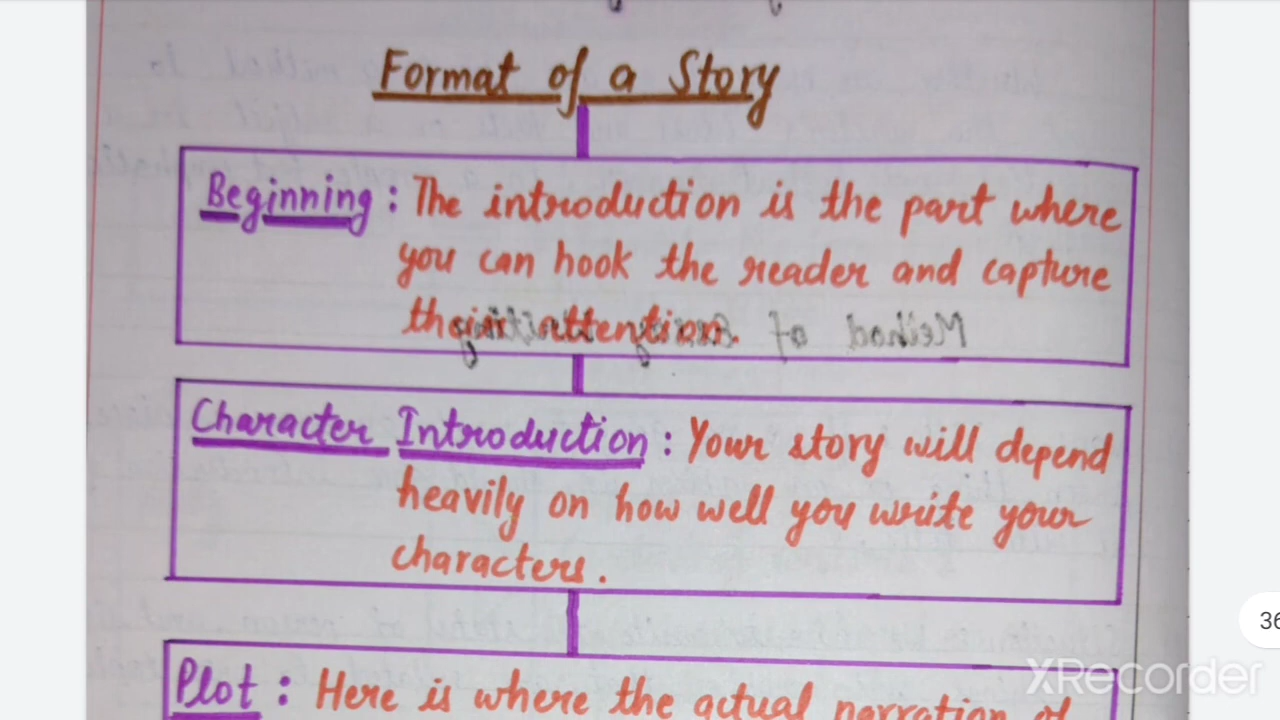 Format of a Story
Beginning : The introduction is the part where
you can hook the reader and capture
their attention.
Character Introduction : Your story will depend
heavily on how well you write your
characters.
Plot : Here is where the actual narration of
36
XRecorder